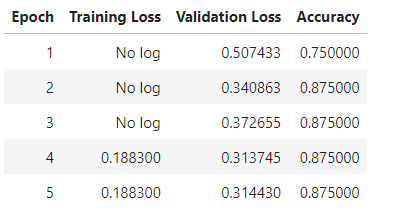 Epoch Training Loss Validation Loss Accuracy
1 No log 0.507433 0.750000
2 No log 0.340863 0.875000
3 No log 0.372655 0.875000
4 0.188300 0.313745 0.875000
5 0.188300 0.314430 0.875000